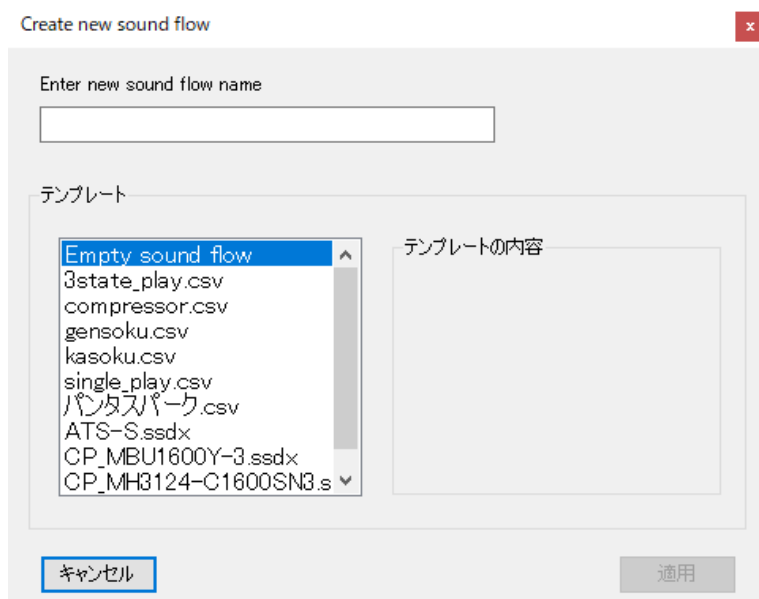 Create new sound flow
x
Enter new sound flow name
テンプレート
Empty sound flow
3state_play.csv
compressor.csv
gensoku.csv
kasoku.csv
single_play.csv
パンタスパーク.csv
ATS-S.ssdx
CP_MBU1600Y-3.ssdx
CP_MH3124-C1600SN3.s
テンプレートの内容
キャンセル
適用